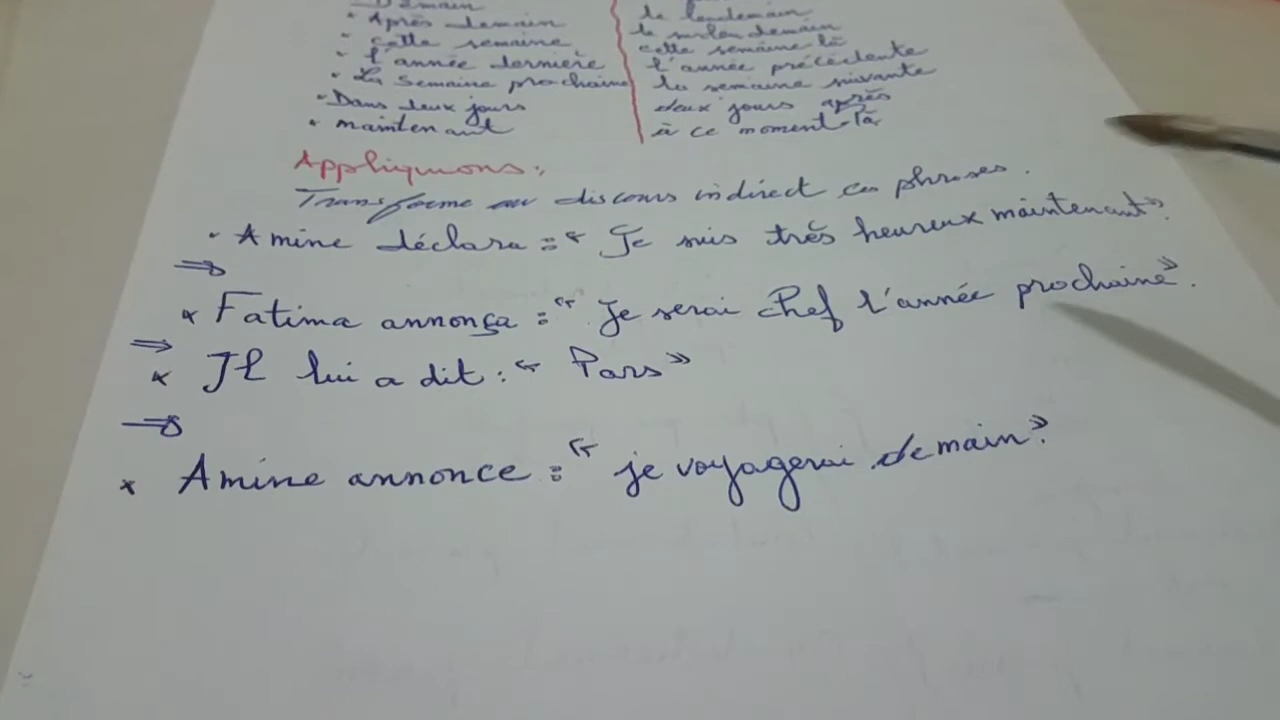 Demain le lendemain
• Après demain le surlendemain
• cette semaine cette semaine là
• l'année dernière l'année précédente
• La semaine prochaine la semaine suivante
• Dans deux jours deux jours après
• maintenant à ce moment-là
Appliquons :
Transforme au discours indirect ces phrases.
• Amine déclara : « Je suis très heureux maintenant ».
⇒
* Fatima annonça : « Je serai chef l'année prochaine ».
⇒
* Il lui a dit : « Pars »
⇒
* Amine annonce : « je voyagerai demain ».